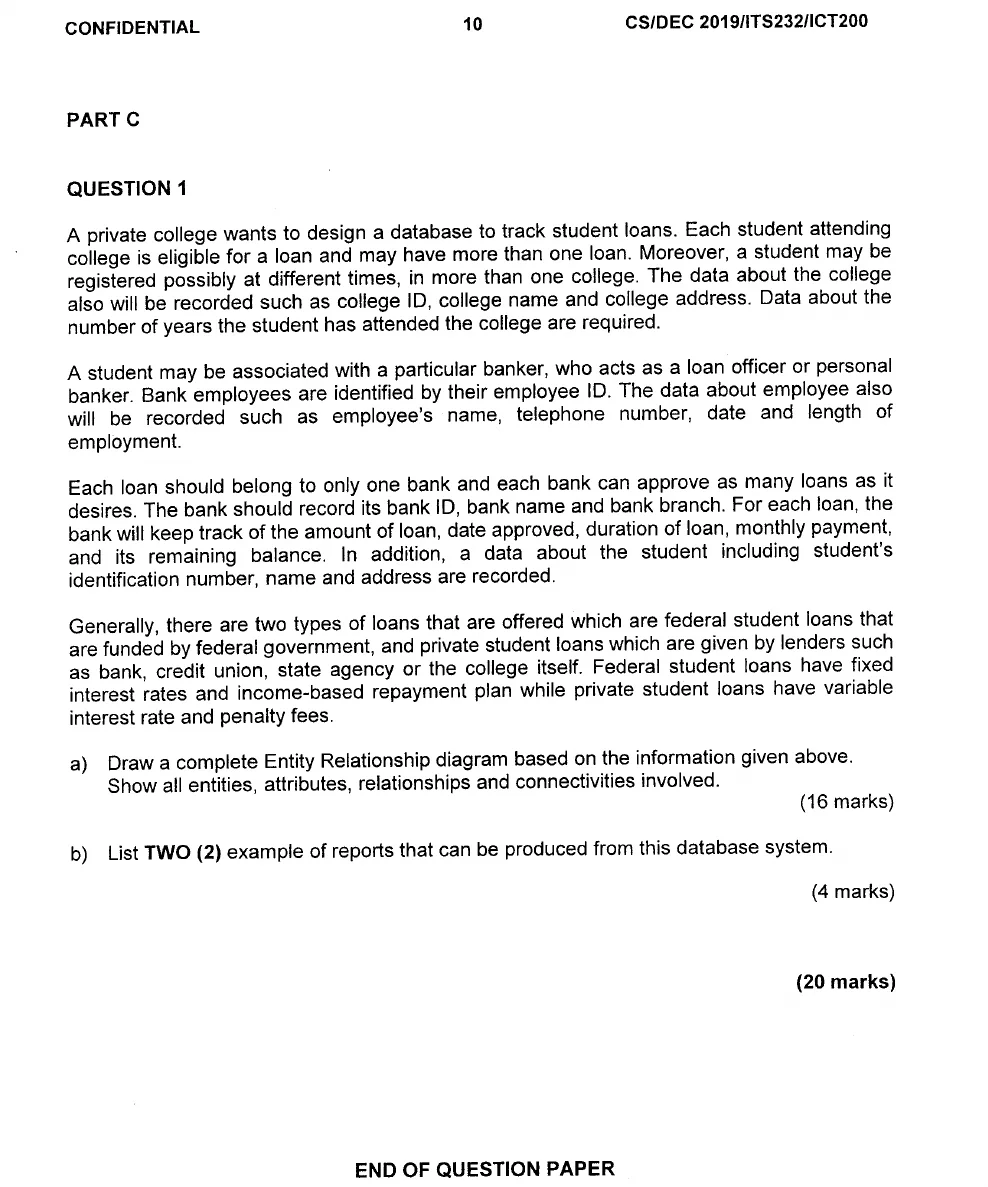 CONFIDENTIAL 10 CS/DEC 2019/ITS232/ICT200
PART C
QUESTION 1
A private college wants to design a database to track student loans. Each student attending
college is eligible for a loan and may have more than one loan. Moreover, a student may be
registered possibly at different times, in more than one college. The data about the college
also will be recorded such as college ID, college name and college address. Data about the
number of years the student has attended the college are required.
A student may be associated with a particular banker, who acts as a loan officer or personal
banker. Bank employees are identified by their employee ID. The data about employee also
will be recorded such as employee's name, telephone number, date and length of
employment.
Each loan should belong to only one bank and each bank can approve as many loans as it
desires. The bank should record its bank ID, bank name and bank branch. For each loan, the
bank will keep track of the amount of loan, date approved, duration of loan, monthly payment,
and its remaining balance. In addition, a data about the student including student's
identification number, name and address are recorded.
Generally, there are two types of loans that are offered which are federal student loans that
are funded by federal government, and private student loans which are given by lenders such
as bank, credit union, state agency or the college itself. Federal student loans have fixed
interest rates and income-based repayment plan while private student loans have variable
interest rate and penalty fees.
a) Draw a complete Entity Relationship diagram based on the information given above.
Show all entities, attributes, relationships and connectivities involved.
(16 marks)
b) List TWO (2) example of reports that can be produced from this database system.
(4 marks)
(20 marks)
END OF QUESTION PAPER